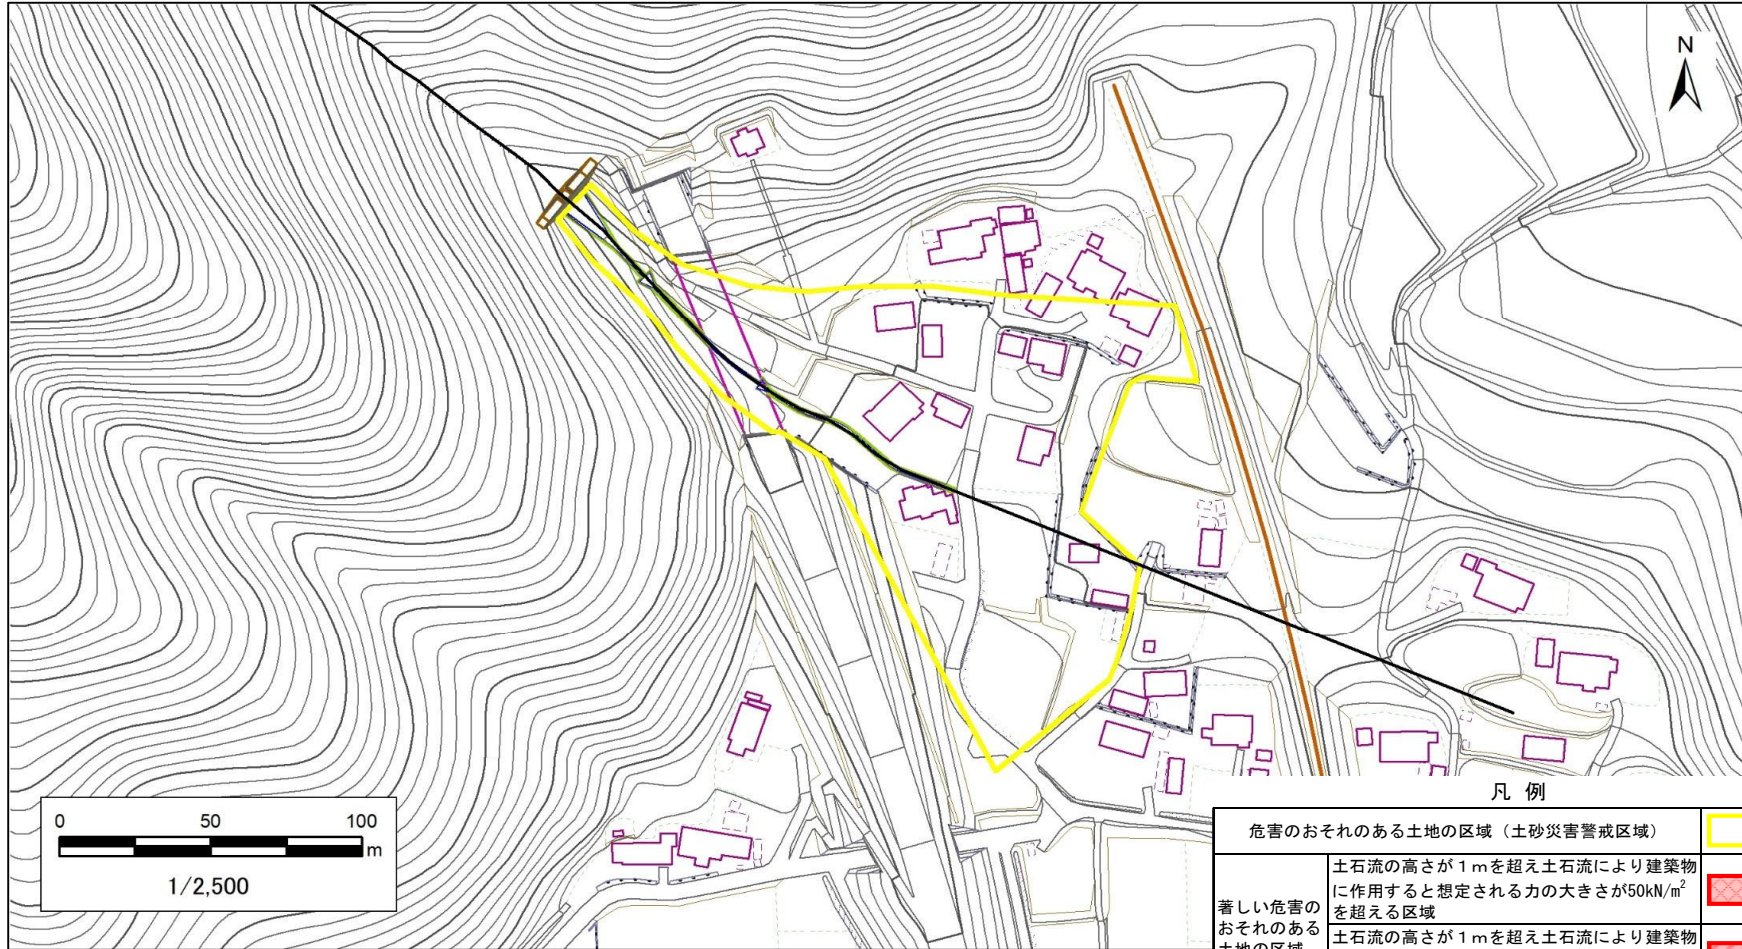 N
0 50 100
m
1/2,500
凡 例
危害のおそれのある土地の区域（土砂災害警戒区域）
著しい危害の
おそれのある
土地の区域
土石流の高さが１ｍを超え土石流により建築物
に作用すると想定される力の大きさが50kN/m²
を超える区域
土石流の高さが１ｍを超え土石流により建築物